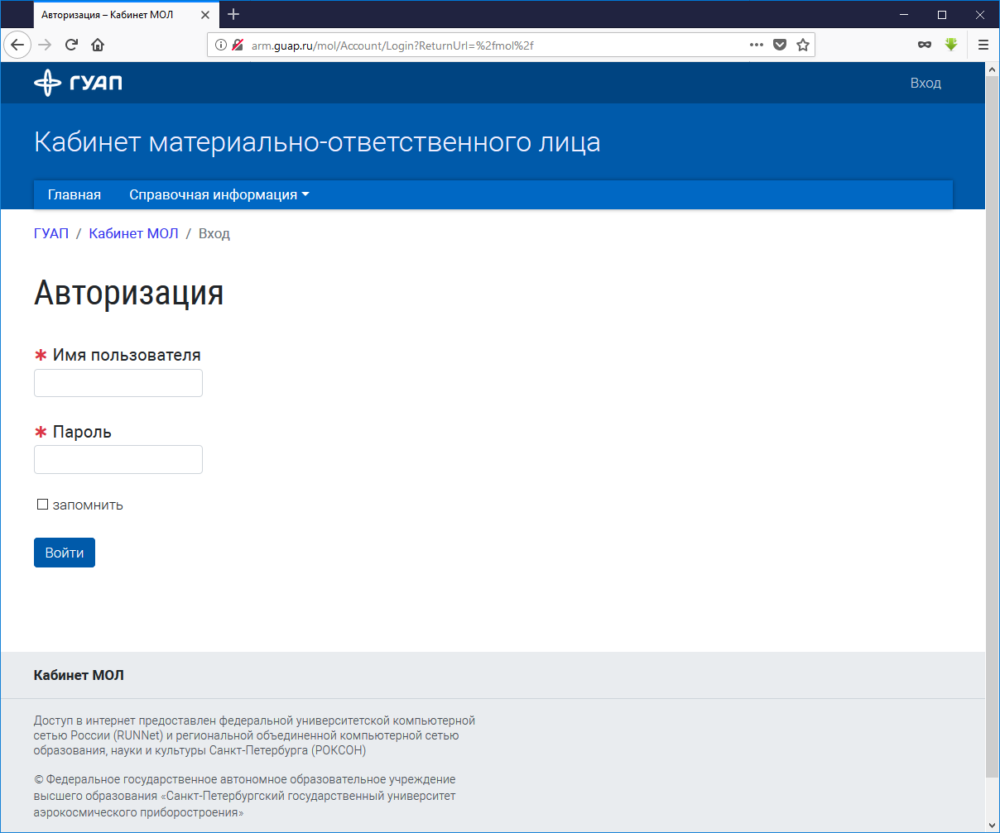 Авторизация – Кабинет МОЛ
arm.guap.ru/mol/Account/Login?ReturnUrl=%2fmol%2f
ГУАП
Вход
Кабинет материально-ответственного лица
Главная Справочная информация
ГУАП / Кабинет МОЛ / Вход
Авторизация
* Имя пользователя
* Пароль
запомнить
Войти
Кабинет МОЛ
Доступ в интернет предоставлен федеральной университетской компьютерной
сетью России (RUNNet) и региональной объединенной компьютерной сетью
образования, науки и культуры Санкт-Петербурга (РОКСОН)
© Федеральное государственное автономное образовательное учреждение
высшего образования «Санкт-Петербургский государственный университет
аэрокосмического приборостроения»